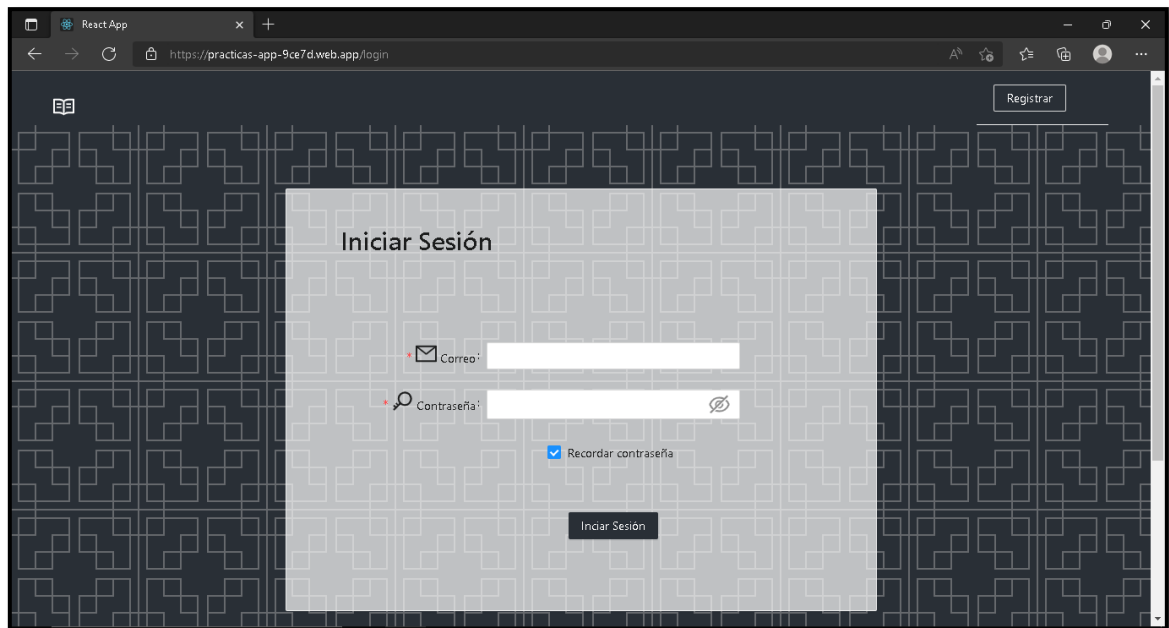 React App
https://practicas-app-9ce7d.web.app/login
Registrar
Iniciar Sesión
* Correo:
* Contraseña:
Recordar contraseña
Inciar Sesión